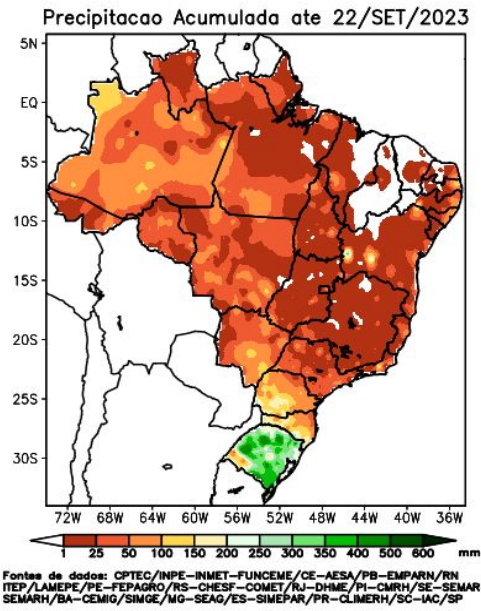 Precipitacao Acumulada ate 22/SET/2023
5N
EQ
5S
10S
15S
20S
25S
30S
72W 68W 64W 60W 56W 52W 48W 44W 40W 36W
1 25 50 100 150 200 250 300 400 500 600 mm
Fontes de dados: CPTEC/INPE-INMET-FUNCEME/CE-AESA/PB-EMPARN/RN
ITEP/LAMEPE/PE-FEPAGRO/RS-CHESF-COMET/RJ-DHME/PI-CMRH/SE-SEMAR
SEMARH/BA-CEMIG/SIMGE/MG-SEAG/ES-SIMEPAR/PR-CLIMERH/SC-IAC/SP